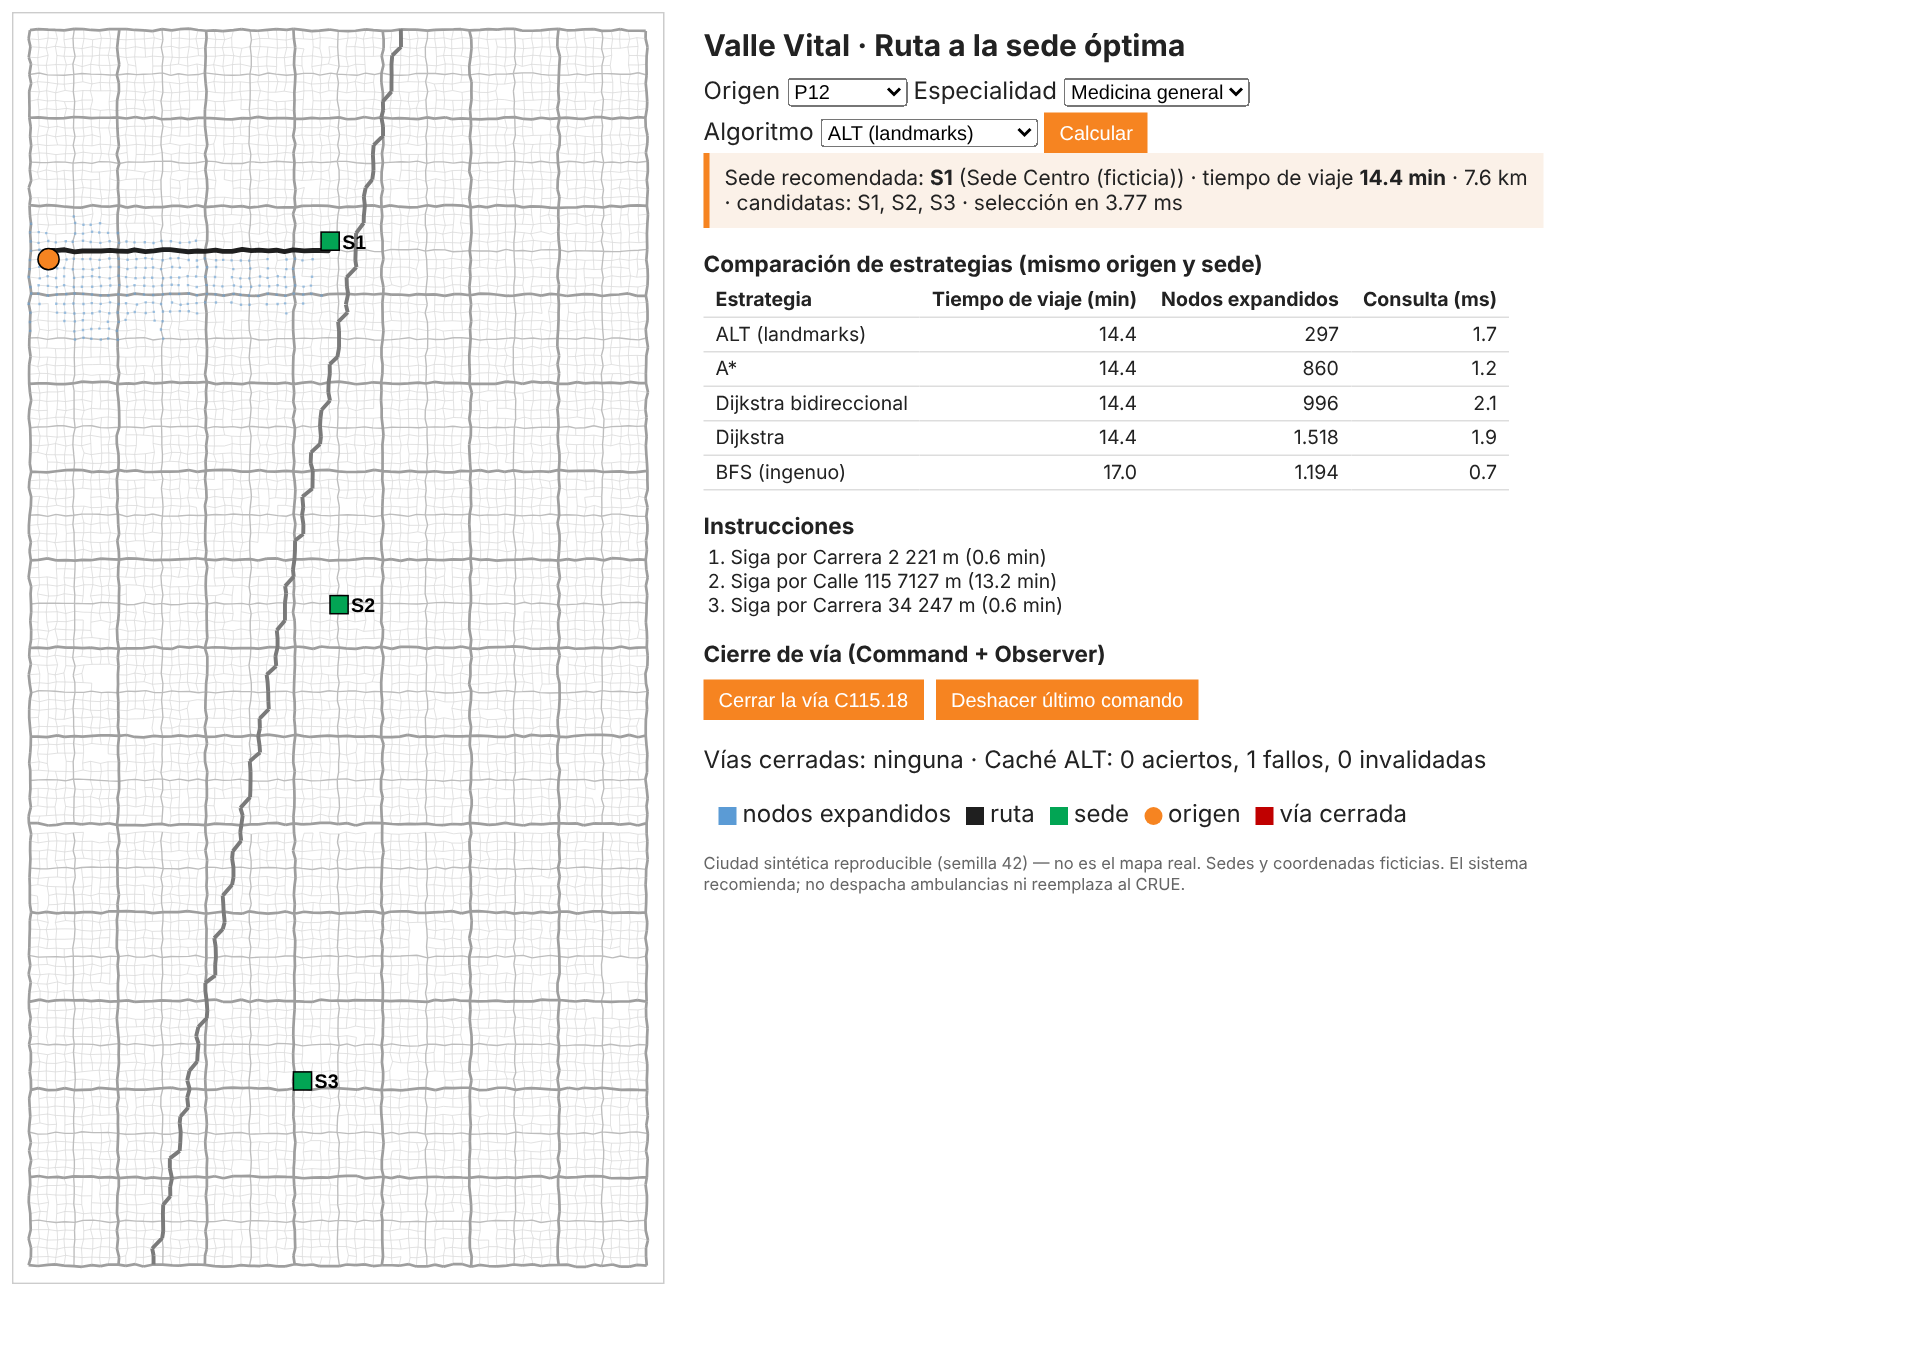 Valle Vital · Ruta a la sede óptima
Origen P12 Especialidad Medicina general
Algoritmo ALT (landmarks) Calcular
Sede recomendada: S1 (Sede Centro (ficticia)) · tiempo de viaje 14.4 min · 7.6 km
· candidatas: S1, S2, S3 · selección en 3.77 ms
Comparación de estrategias (mismo origen y sede)
Estrategia Tiempo de viaje (min) Nodos expandidos Consulta (ms)
ALT (landmarks) 14.4 297 1.7
A* 14.4 860 1.2
Dijkstra bidireccional 14.4 996 2.1
Dijkstra 14.4 1.518 1.9
BFS (ingenuo) 17.0 1.194 0.7
Instrucciones
1. Siga por Carrera 2 221 m (0.6 min)
2. Siga por Calle 115 7127 m (13.2 min)
3. Siga por Carrera 34 247 m (0.6 min)
Cierre de vía (Command + Observer)
Cerrar la vía C115.18 Deshacer último comando
Vías cerradas: ninguna · Caché ALT: 0 aciertos, 1 fallos, 0 invalidadas
nodos expandidos ruta sede origen vía cerrada
Ciudad sintética reproducible (semilla 42) — no es el mapa real. Sedes y coordenadas ficticias. El sistema
recomienda; no despacha ambulancias ni reemplaza al CRUE.
S1
S2
S3